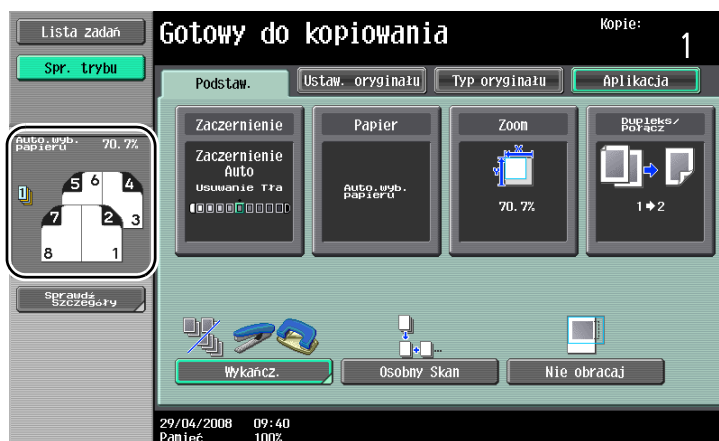 Lista zadań
Gotowy do kopiowania
Kopie:
1
Spr. trybu
Podstaw.
Ustaw. oryginału
Typ oryginału
Aplikacja
Auto.wyb.
papieru
70.7%
5 6 4
7 2 3
8 1
Sprawdź
Szczegóły
Zaczernienie
Zaczernienie
Auto
Usuwanie Tła
Papier
Auto.wyb.
papieru
Zoom
70.7%
Dupleks/
Połącz
1➜2
Wykańcz.
Osobny Skan
Nie obracaj
29/04/2008 09:40
Pamięć 100%